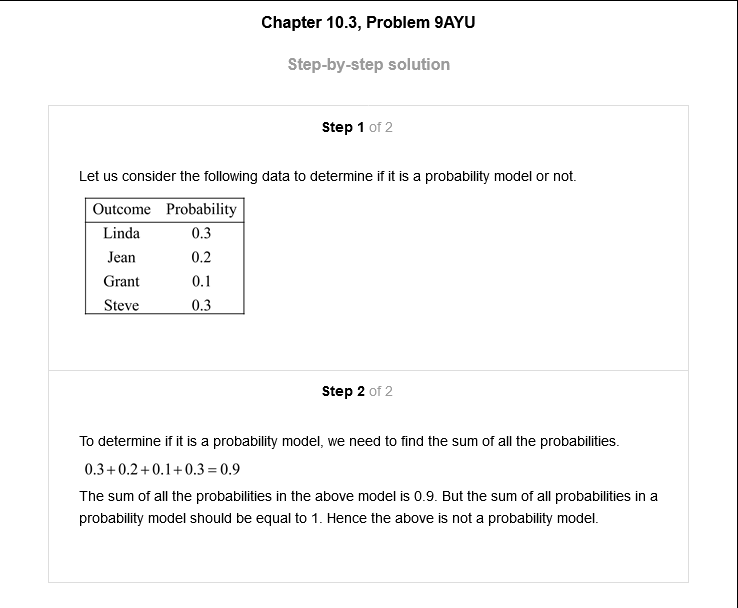 Chapter 10.3, Problem 9AYU
Step-by-step solution
Step 1 of 2
Let us consider the following data to determine if it is a probability model or not.
Outcome Probability
Linda 0.3
Jean 0.2
Grant 0.1
Steve 0.3
Step 2 of 2
To determine if it is a probability model, we need to find the sum of all the probabilities.
0.3+0.2+0.1+0.3=0.9
The sum of all the probabilities in the above model is 0.9. But the sum of all probabilities in a
probability model should be equal to 1. Hence the above is not a probability model.